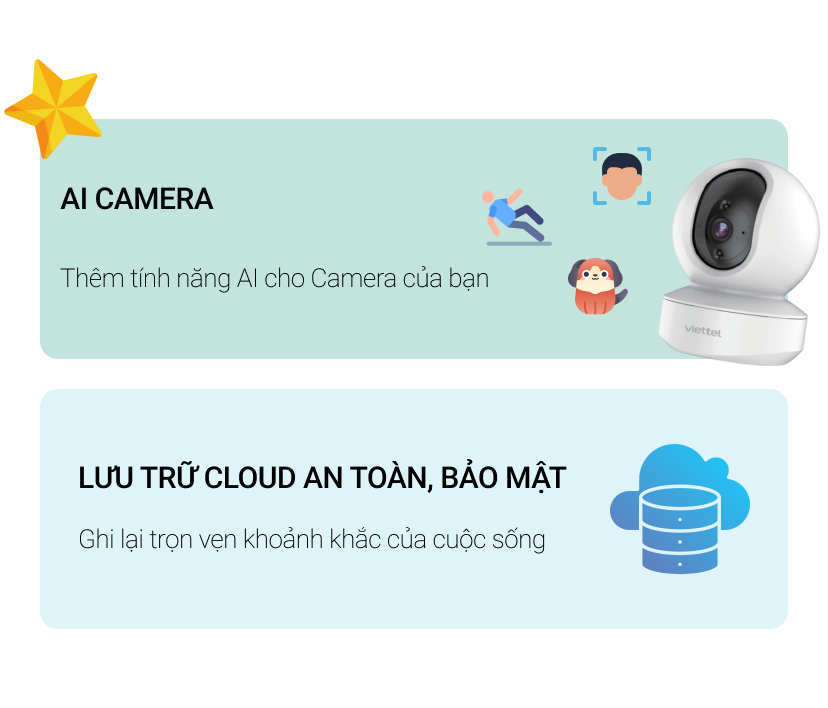 AI CAMERA
Thêm tính năng AI cho Camera của bạn
viettel
LƯU TRỮ CLOUD AN TOÀN, BẢO MẬT
Ghi lại trọn vẹn khoảnh khắc của cuộc sống